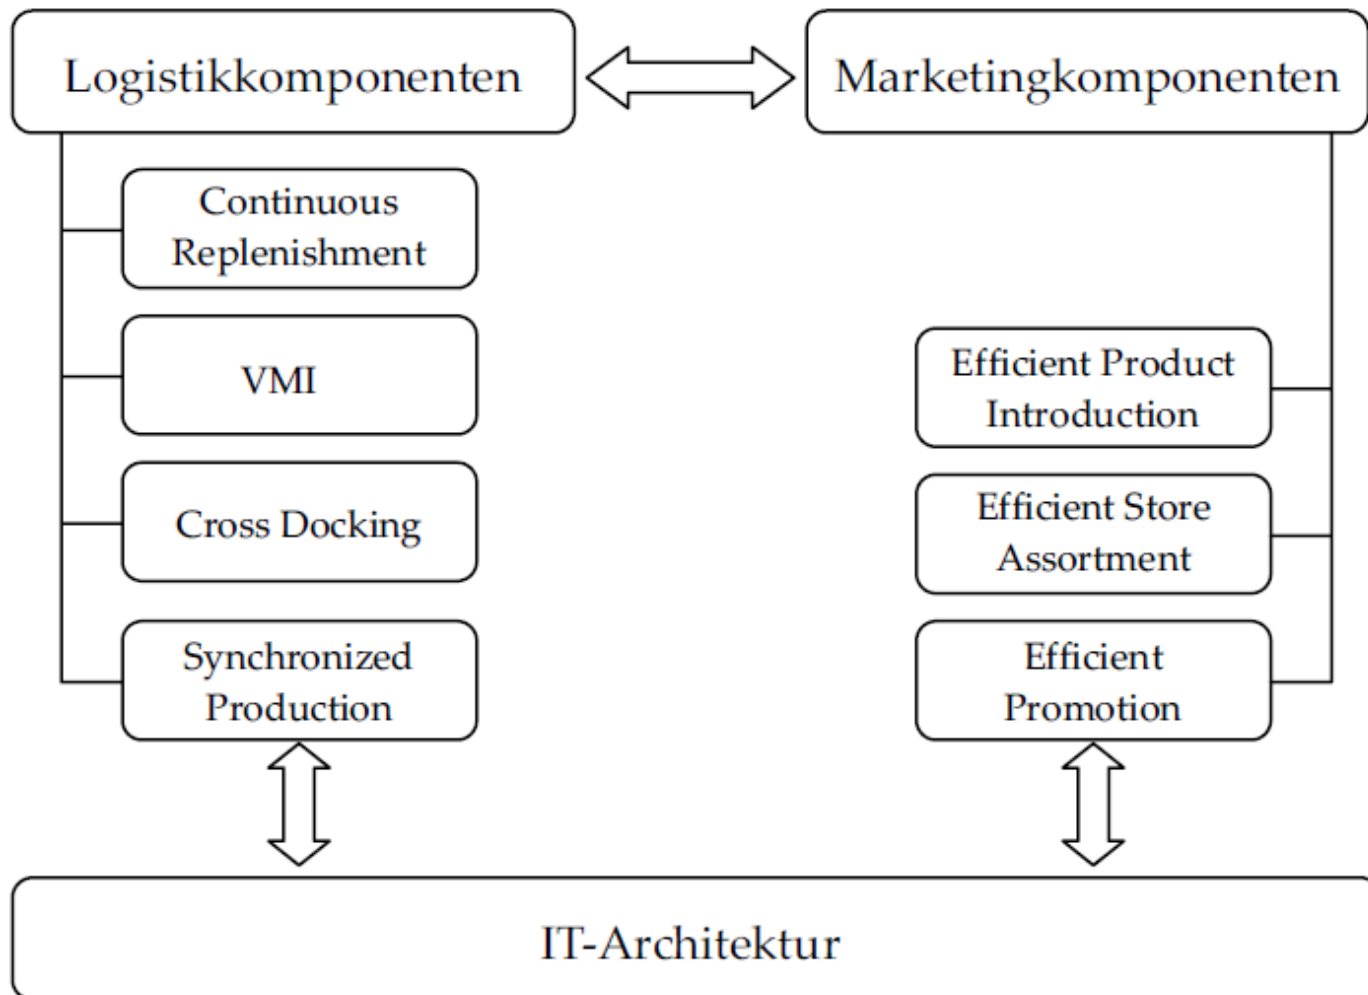 Logistikkomponenten
Marketingkomponenten
Continuous
Replenishment
VMI
Cross Docking
Synchronized
Production
Efficient Product
Introduction
Efficient Store
Assortment
Efficient
Promotion
IT-Architektur